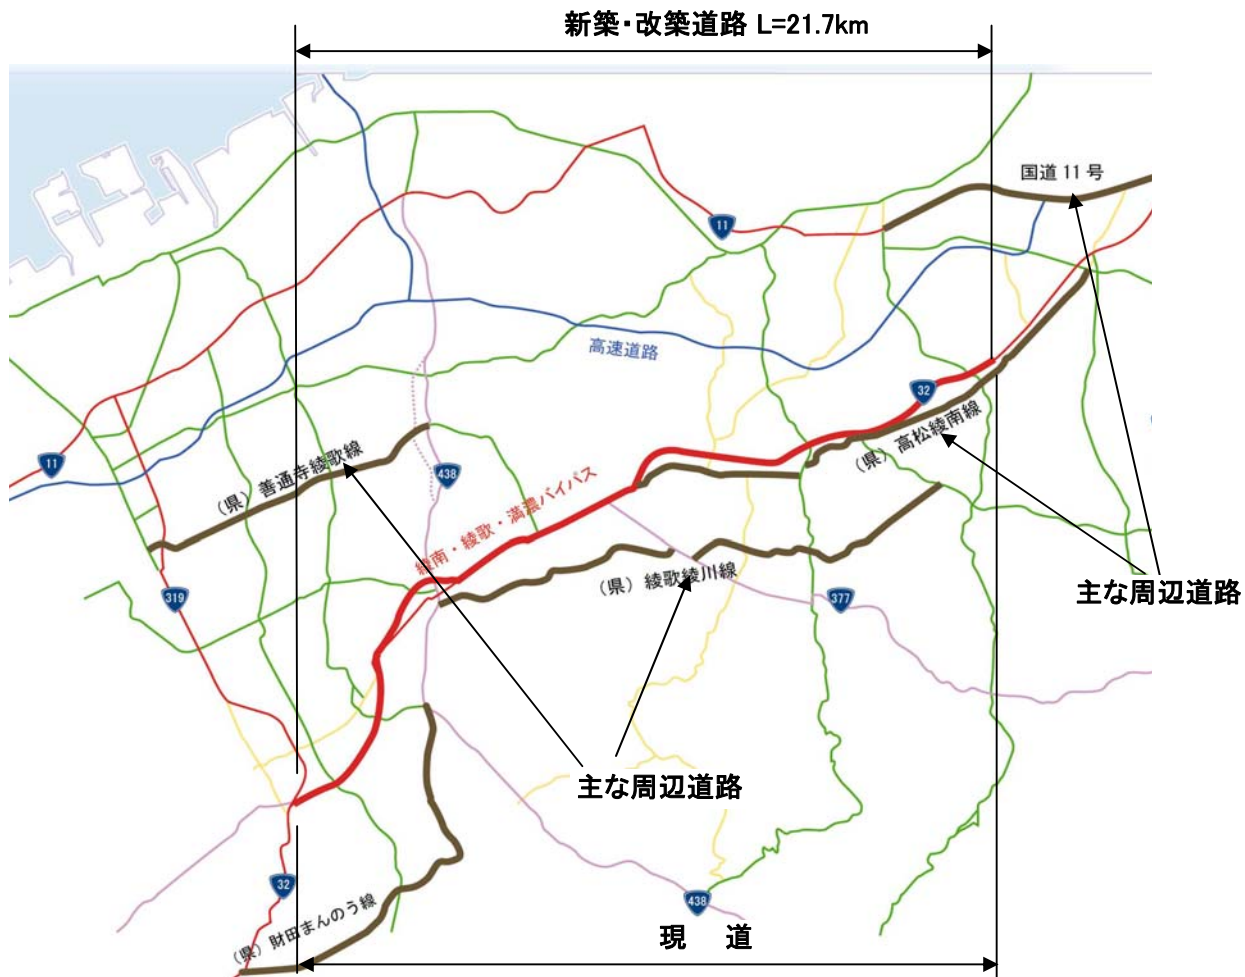 新築・改築道路 L=21.7km
国道 11 号
11
高速道路
32
(県) 高松綾南線
11
(県) 善通寺綾歌線
438
綾南・綾歌・満濃バイパス
(県) 綾歌綾川線
主な周辺道路
319
377
主な周辺道路
32
438
(県) 財田まんのう線
現 道